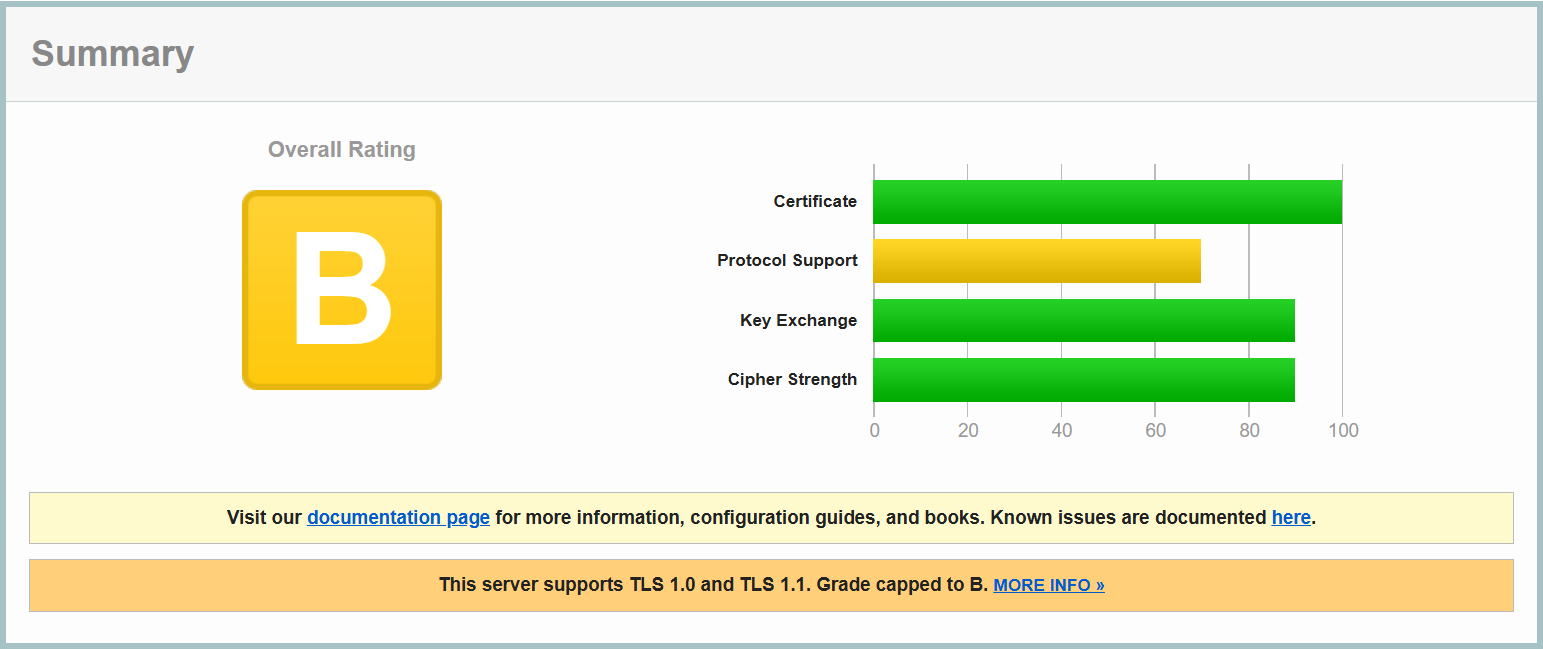 Summary
Overall Rating
B
Certificate
Protocol Support
Key Exchange
Cipher Strength
0 20 40 60 80 100
Visit our documentation page for more information, configuration guides, and books. Known issues are documented here.
This server supports TLS 1.0 and TLS 1.1. Grade capped to B. MORE INFO »